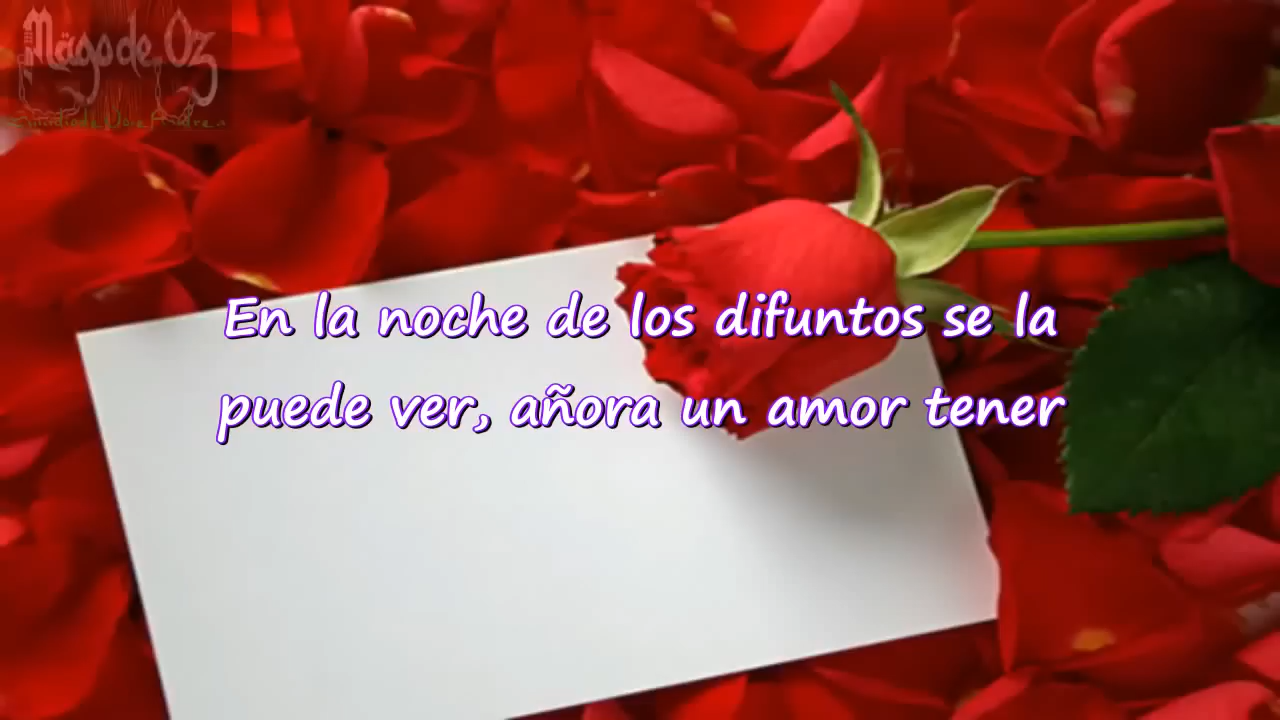 Mägo de Oz
En la noche de los difuntos se la
puede ver, añora un amor tener